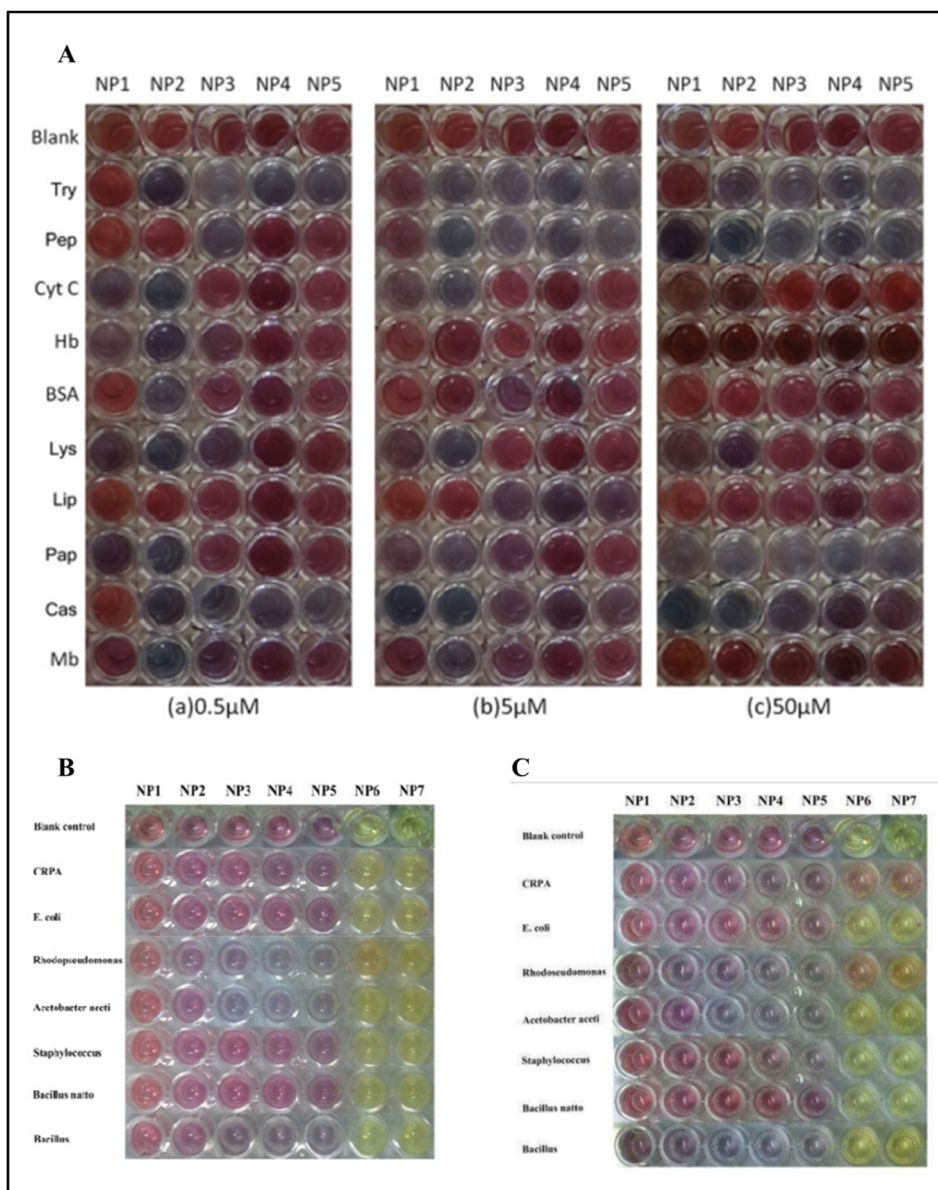 A
NP1 NP2 NP3 NP4 NP5 NP1 NP2 NP3 NP4 NP5 NP1 NP2 NP3 NP4 NP5
Blank
Try
Pep
Cyt C
Hb
BSA
Lys
Lip
Pap
Cas
Mb
(a)0.5μM (b)5μM (c)50μM
B
NP1 NP2 NP3 NP4 NP5 NP6 NP7
Blank control
CRPA
E. coli
Rhodopseudomonas
Acetobacter aceti
Staphylococcus
Bacillus natto
Bacillus
C
NP1 NP2 NP3 NP4 NP5 NP6 NP7
Blank control
CRPA
E. coli
Rhodoseudomonas
Acetobacter aceti
Staphylococcus
Bacillus natto
Bacillus